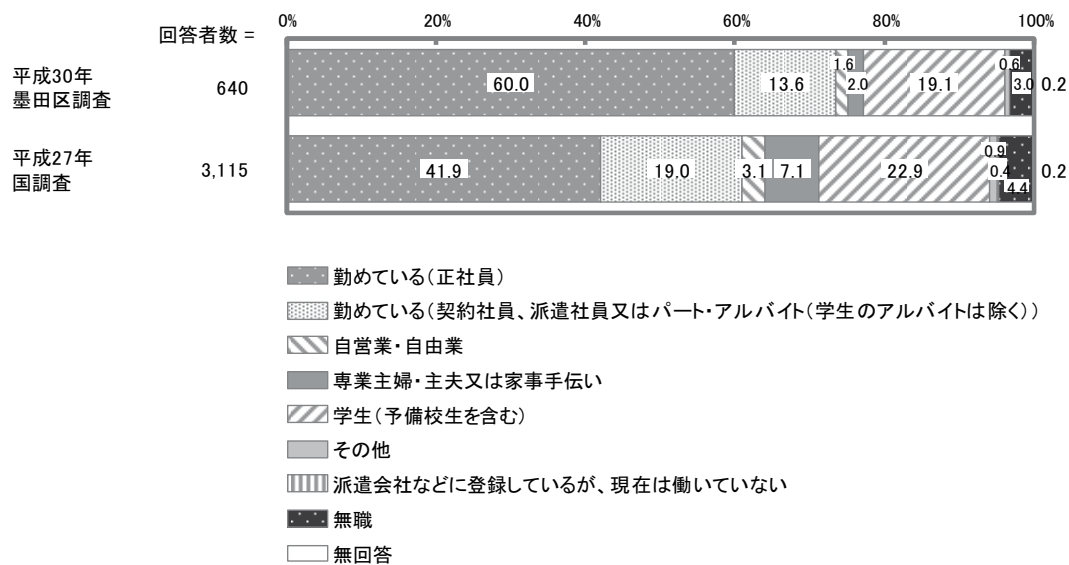 回答者数 =
0% 20% 40% 60% 80% 100%
平成30年
墨田区調査
640
60.0 13.6 1.6 2.0 19.1 0.6 3.0 0.2
平成27年
国調査
3,115
41.9 19.0 3.1 7.1 22.9 0.9 0.4 4.4 0.2
勤めている（正社員）
勤めている（契約社員、派遣社員又はパート・アルバイト（学生のアルバイトは除く））
自営業・自由業
専業主婦・主夫又は家事手伝い
学生（予備校生を含む）
その他
派遣会社などに登録しているが、現在は働いていない
無職
無回答